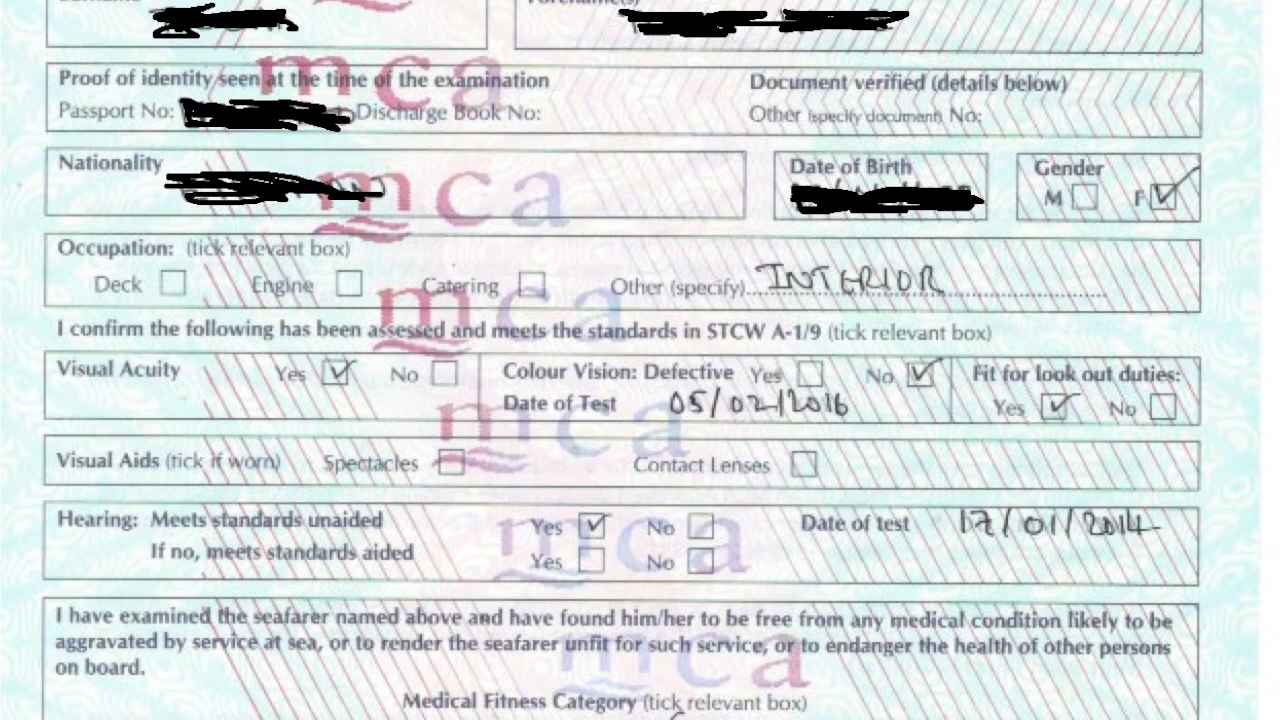 Forename(s)
mca
Proof of identity seen at the time of the examination Document verified (details below)
Passport No: Discharge Book No: Other (specify document) No:
Nationality Date of Birth Gender
M F
mca
Occupation: (tick relevant box)
Deck Engine Catering Other (specify) INTERIOR
mca
I confirm the following has been assessed and meets the standards in STCW A-1/9 (tick relevant box)
Visual Acuity Yes No Colour Vision: Defective Yes No Fit for look out duties:
Date of Test 05/02/2016 Yes No
mca
Visual Aids (tick if worn) Spectacles Contact Lenses
Hearing: Meets standards unaided Yes No Date of test 17/01/2014
If no, meets standards aided Yes No
mca
I have examined the seafarer named above and have found him/her to be free from any medical condition likely to be
aggravated by service at sea, or to render the seafarer unfit for such service, or to endanger the health of other persons
on board.
mca
Medical Fitness Category (tick relevant box)